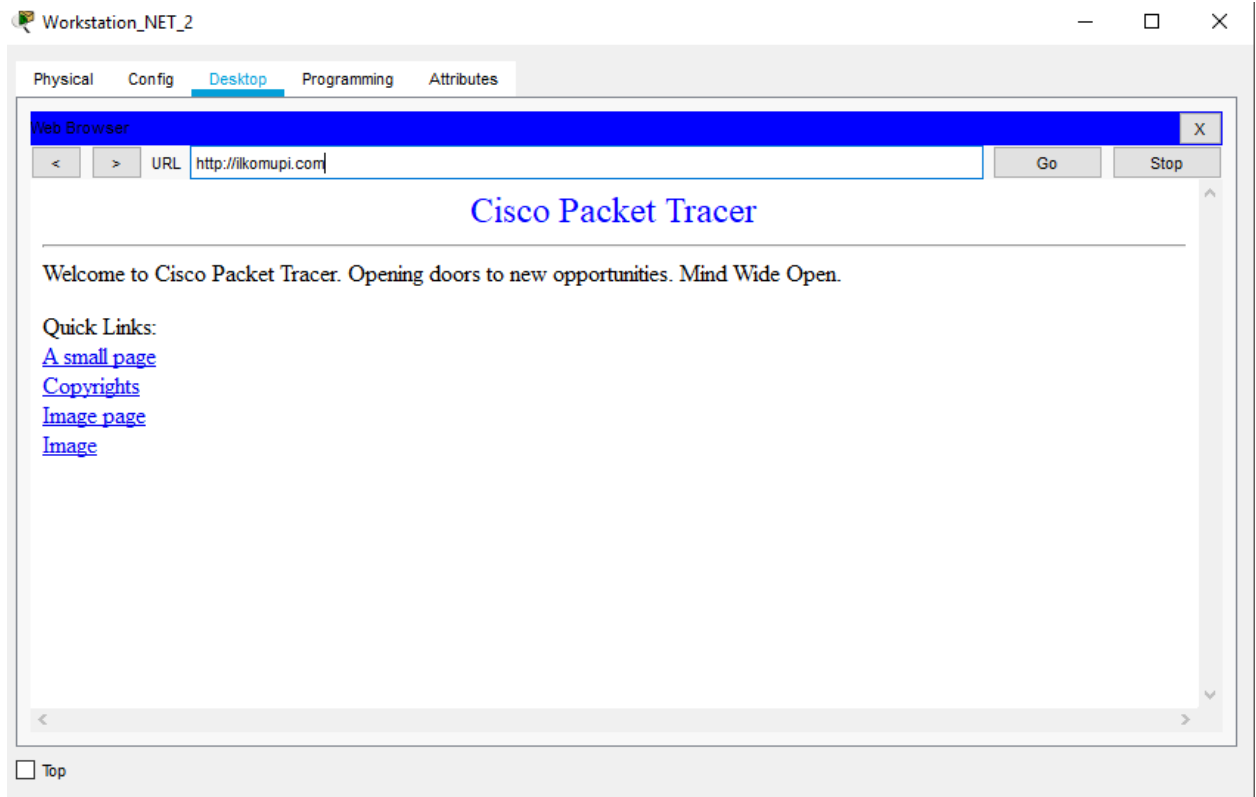 Workstation_NET_2
Physical Config Desktop Programming Attributes
Web Browser X
< > URL http://ilkomupi.com Go Stop
Cisco Packet Tracer
Welcome to Cisco Packet Tracer. Opening doors to new opportunities. Mind Wide Open.
Quick Links:
A small page
Copyrights
Image page
Image
Top